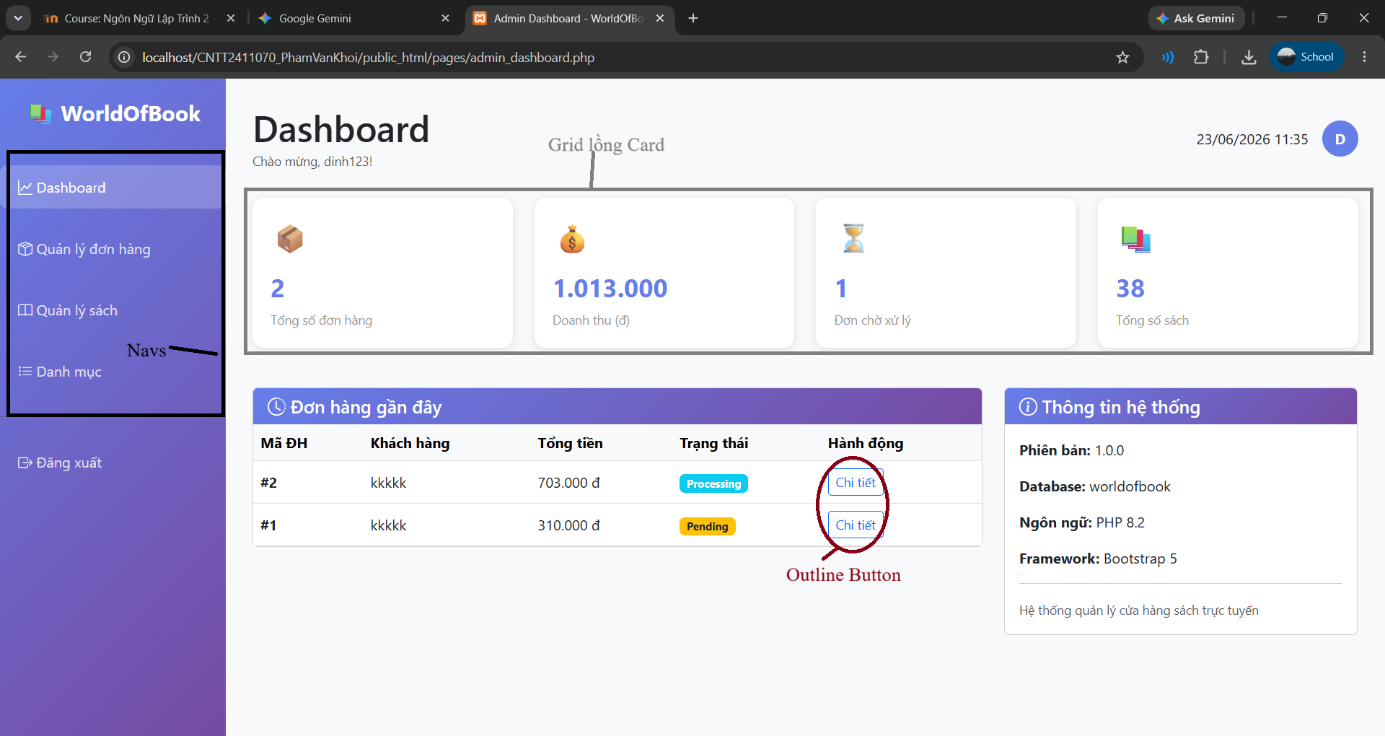 Course: Ngôn Ngữ Lập Trình 2
Google Gemini
Admin Dashboard - WorldOfBo
Ask Gemini
localhost/CNTT2411070_PhamVanKhoi/public_html/pages/admin_dashboard.php
School
WorldOfBook
Dashboard
Quản lý đơn hàng
Quản lý sách
Navs
Danh mục
Đăng xuất
Dashboard
Chào mừng, dinh123!
Grid lồng Card
23/06/2026 11:35
D
2
Tổng số đơn hàng
1.013.000
Doanh thu (đ)
1
Đơn chờ xử lý
38
Tổng số sách
Đơn hàng gần đây
Mã ĐH Khách hàng Tổng tiền Trạng thái Hành động
#2 kkkkk 703.000 đ Processing Chi tiết
#1 kkkkk 310.000 đ Pending Chi tiết
Outline Button
Thông tin hệ thống
Phiên bản: 1.0.0
Database: worldofbook
Ngôn ngữ: PHP 8.2
Framework: Bootstrap 5
Hệ thống quản lý cửa hàng sách trực tuyến